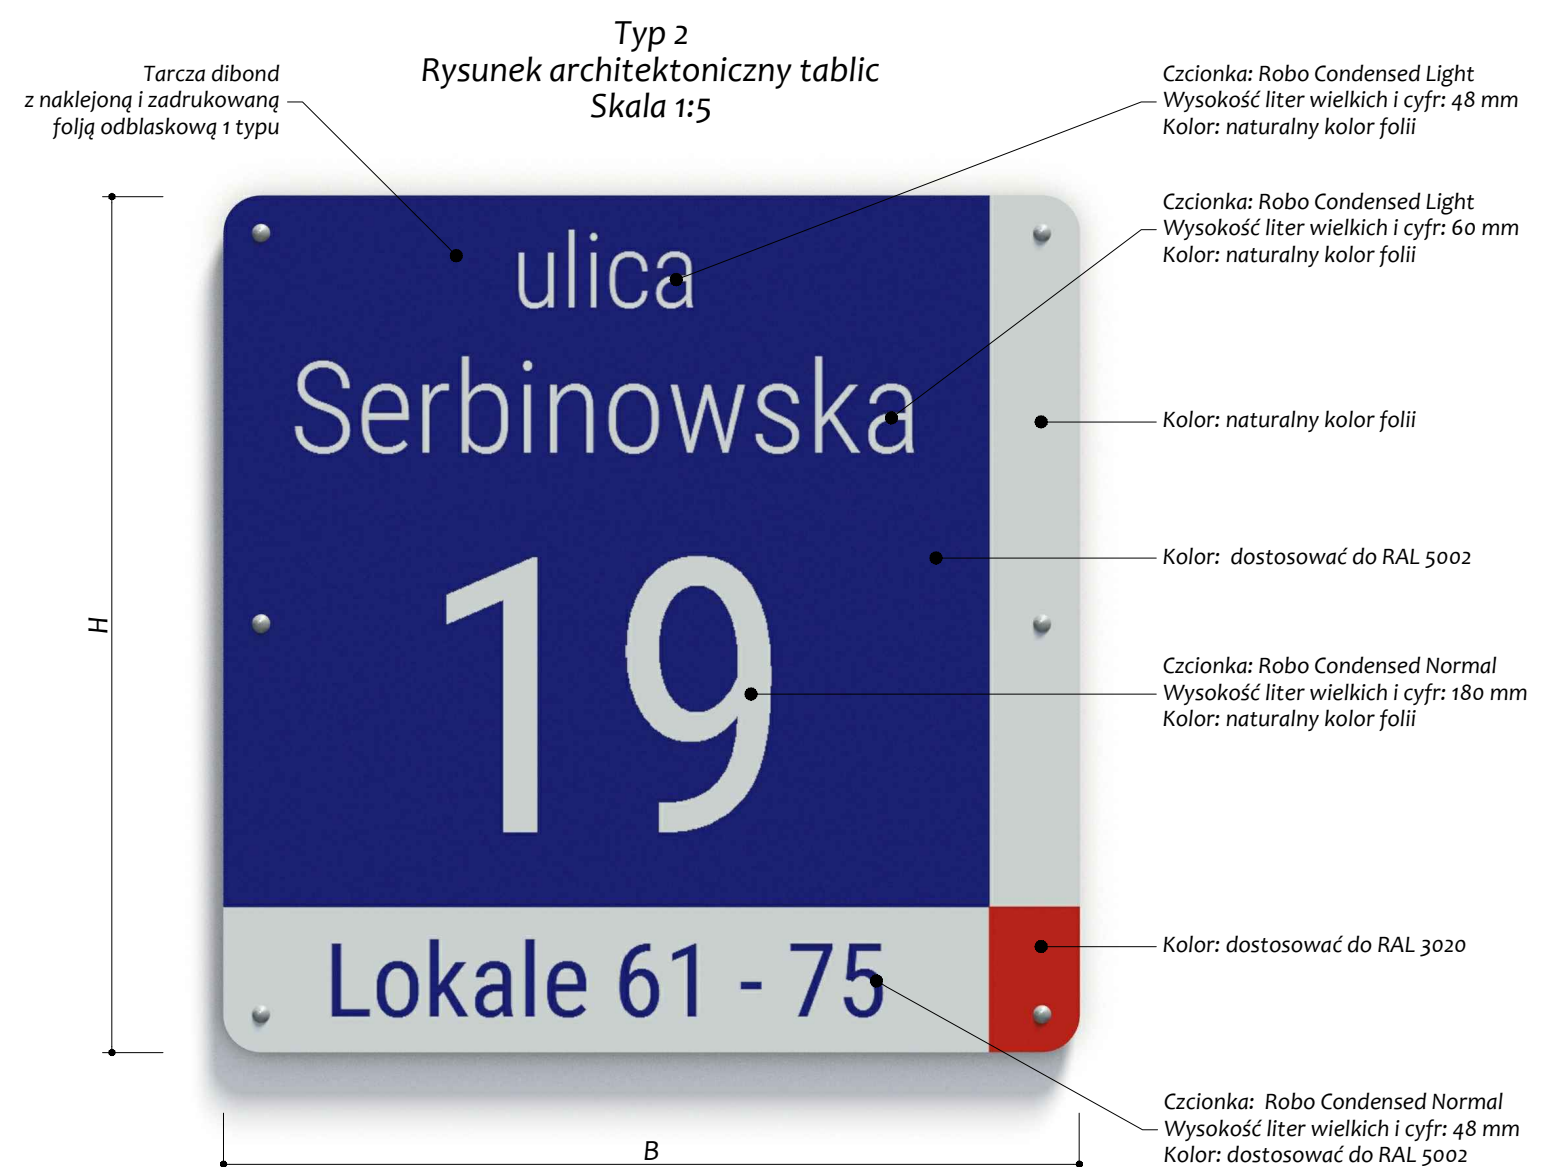 Typ 2
Rysunek architektoniczny tablic
Skala 1:5
Tarcza dibond
z naklejoną i zadrukowaną
folją odblaskową 1 typu
Czcionka: Robo Condensed Light
Wysokość liter wielkich i cyfr: 48 mm
Kolor: naturalny kolor folii
Czcionka: Robo Condensed Light
Wysokość liter wielkich i cyfr: 60 mm
Kolor: naturalny kolor folii
ulica
Serbinowska
19
Lokale 61 - 75
Kolor: naturalny kolor folii
Kolor: dostosować do RAL 5002
H
Czcionka: Robo Condensed Normal
Wysokość liter wielkich i cyfr: 180 mm
Kolor: naturalny kolor folii
Kolor: dostosować do RAL 3020
Czcionka: Robo Condensed Normal
Wysokość liter wielkich i cyfr: 48 mm
Kolor: dostosować do RAL 5002
B